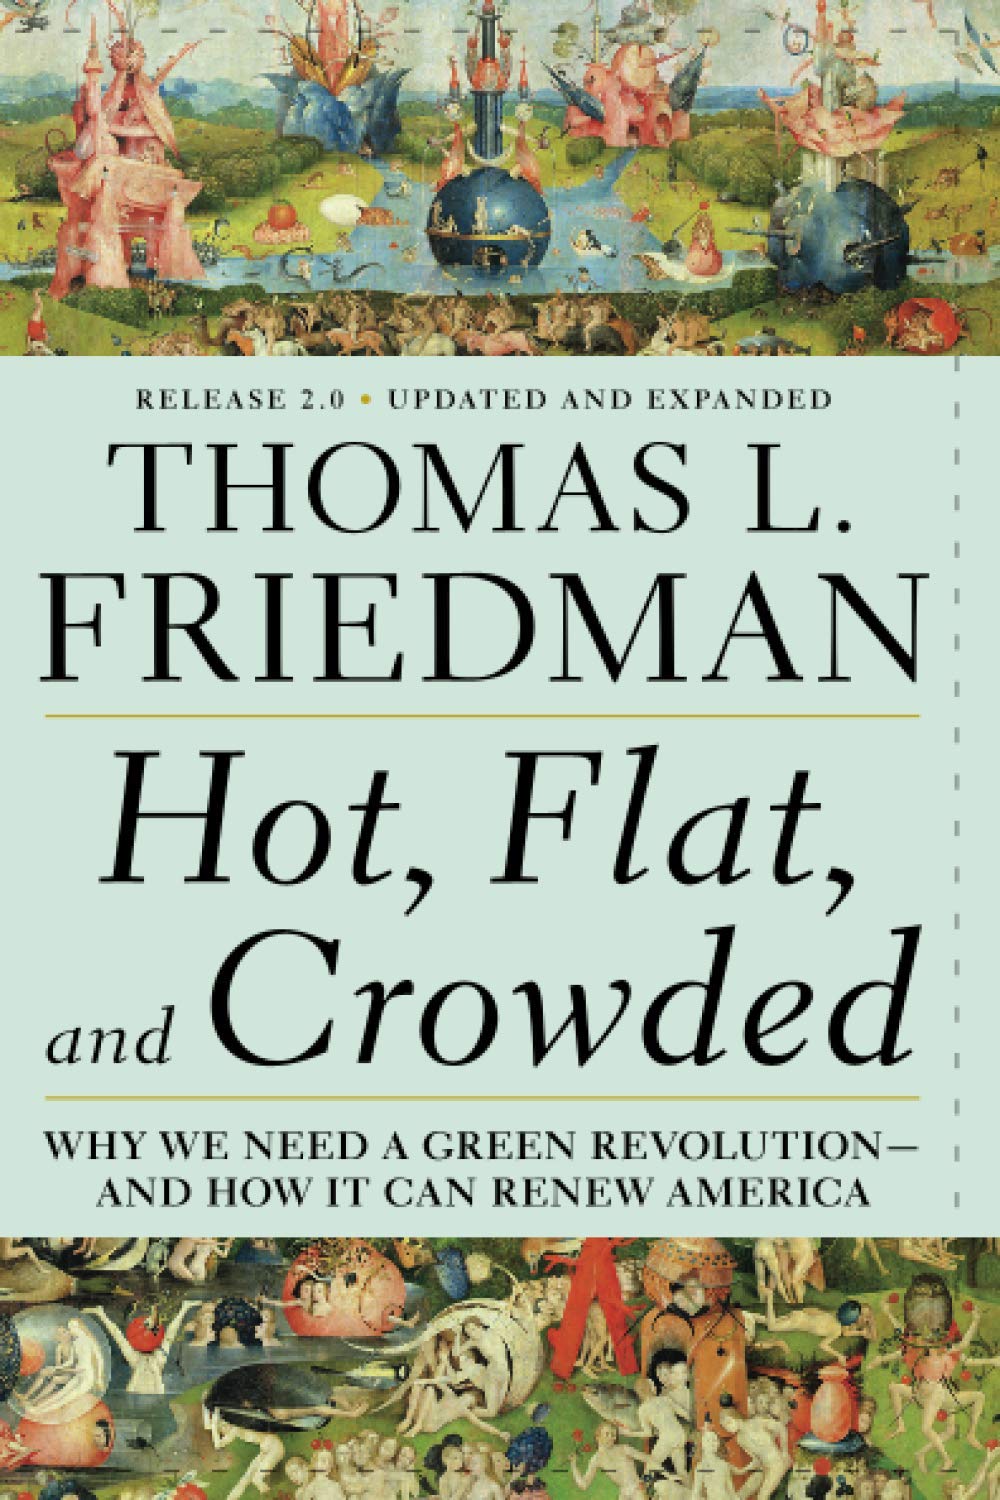 RELEASE 2.0 • UPDATED AND EXPANDED
THOMAS L.
FRIEDMAN
Hot, Flat,
and Crowded
WHY WE NEED A GREEN REVOLUTION—
AND HOW IT CAN RENEW AMERICA